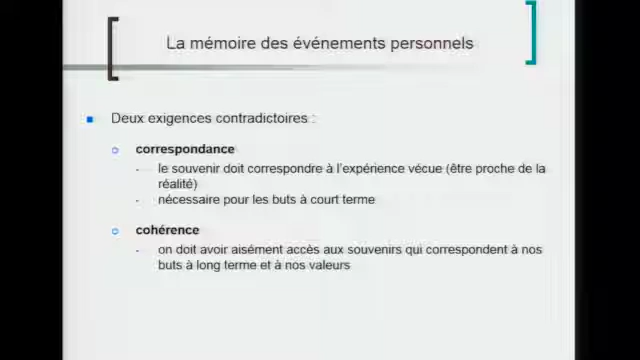 La mémoire des événements personnels
Deux exigences contradictoires :
correspondance
- le souvenir doit correspondre à l'expérience vécue (être proche de la
réalité)
- nécessaire pour les buts à court terme
cohérence
- on doit avoir aisément accès aux souvenirs qui correspondent à nos
buts à long terme et à nos valeurs